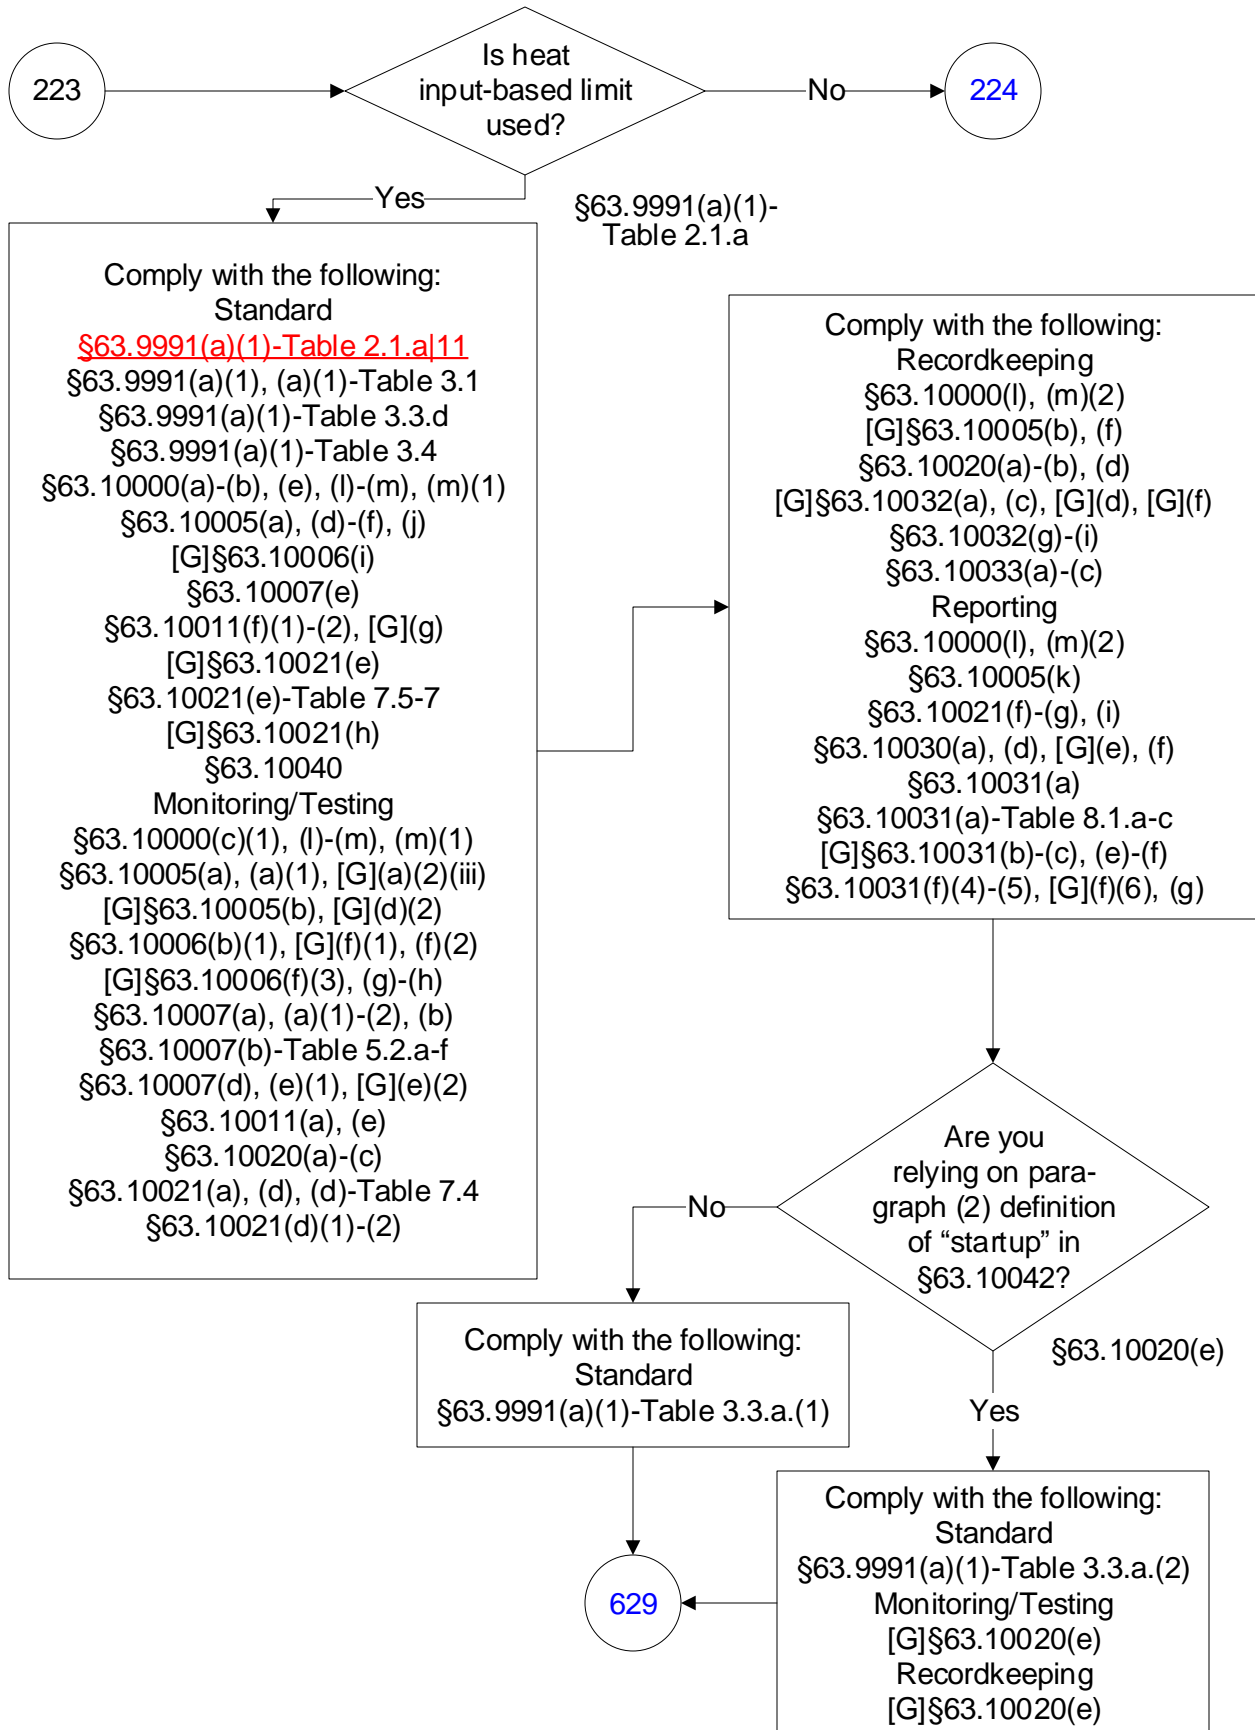 223
Is heat
input-based limit
used?
No
224
Yes
§63.9991(a)(1)-
Table 2.1.a
Comply with the following:
Standard
§63.9991(a)(1)-Table 2.1.a|11
§63.9991(a)(1), (a)(1)-Table 3.1
§63.9991(a)(1)-Table 3.3.d
§63.9991(a)(1)-Table 3.4
§63.10000(a)-(b), (e), (l)-(m), (m)(1)
§63.10005(a), (d)-(f), (j)
[G]§63.10006(i)
§63.10007(e)
§63.10011(f)(1)-(2), [G](g)
[G]§63.10021(e)
§63.10021(e)-Table 7.5-7
[G]§63.10021(h)
§63.10040
Monitoring/Testing
§63.10000(c)(1), (l)-(m), (m)(1)
§63.10005(a), (a)(1), [G](a)(2)(iii)
[G]§63.10005(b), [G](d)(2)
§63.10006(b)(1), [G](f)(1), (f)(2)
[G]§63.10006(f)(3), (g)-(h)
§63.10007(a), (a)(1)-(2), (b)
§63.10007(b)-Table 5.2.a-f
§63.10007(d), (e)(1), [G](e)(2)
§63.10011(a), (e)
§63.10020(a)-(c)
§63.10021(a), (d), (d)-Table 7.4
§63.10021(d)(1)-(2)
Comply with the following:
Recordkeeping
§63.10000(l), (m)(2)
[G]§63.10005(b), (f)
§63.10020(a)-(b), (d)
[G]§63.10032(a), (c), [G](d), [G](f)
§63.10032(g)-(i)
§63.10033(a)-(c)
Reporting
§63.10000(l), (m)(2)
§63.10005(k)
§63.10021(f)-(g), (i)
§63.10030(a), (d), [G](e), (f)
§63.10031(a)
§63.10031(a)-Table 8.1.a-c
[G]§63.10031(b)-(c), (e)-(f)
§63.10031(f)(4)-(5), [G](f)(6), (g)
Are you
relying on para-
graph (2) definition
of “startup” in
§63.10042?
No
§63.10020(e)
Yes
Comply with the following:
Standard
§63.9991(a)(1)-Table 3.3.a.(1)
Comply with the following:
Standard
§63.9991(a)(1)-Table 3.3.a.(2)
Monitoring/Testing
[G]§63.10020(e)
Recordkeeping
[G]§63.10020(e)
629